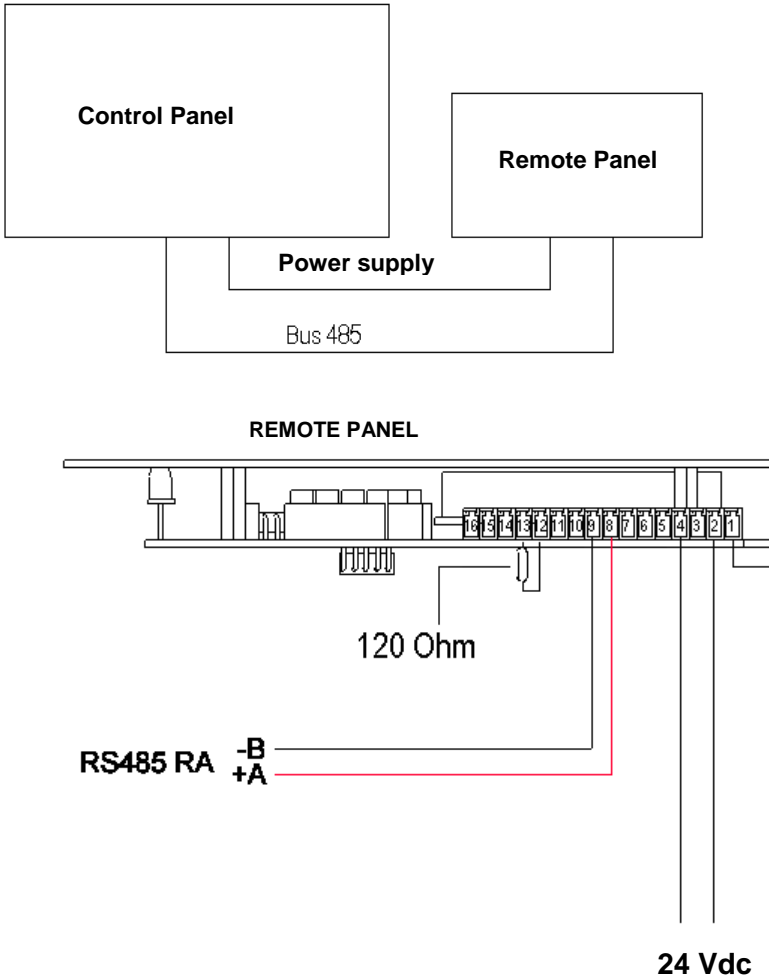 Control Panel
Remote Panel
Power supply
Bus 485
REMOTE PANEL
16 15 14 13 12 11 10 9 8 7 6 5 4 3 2 1
120 Ohm
RS485 RA -B
+A
24 Vdc